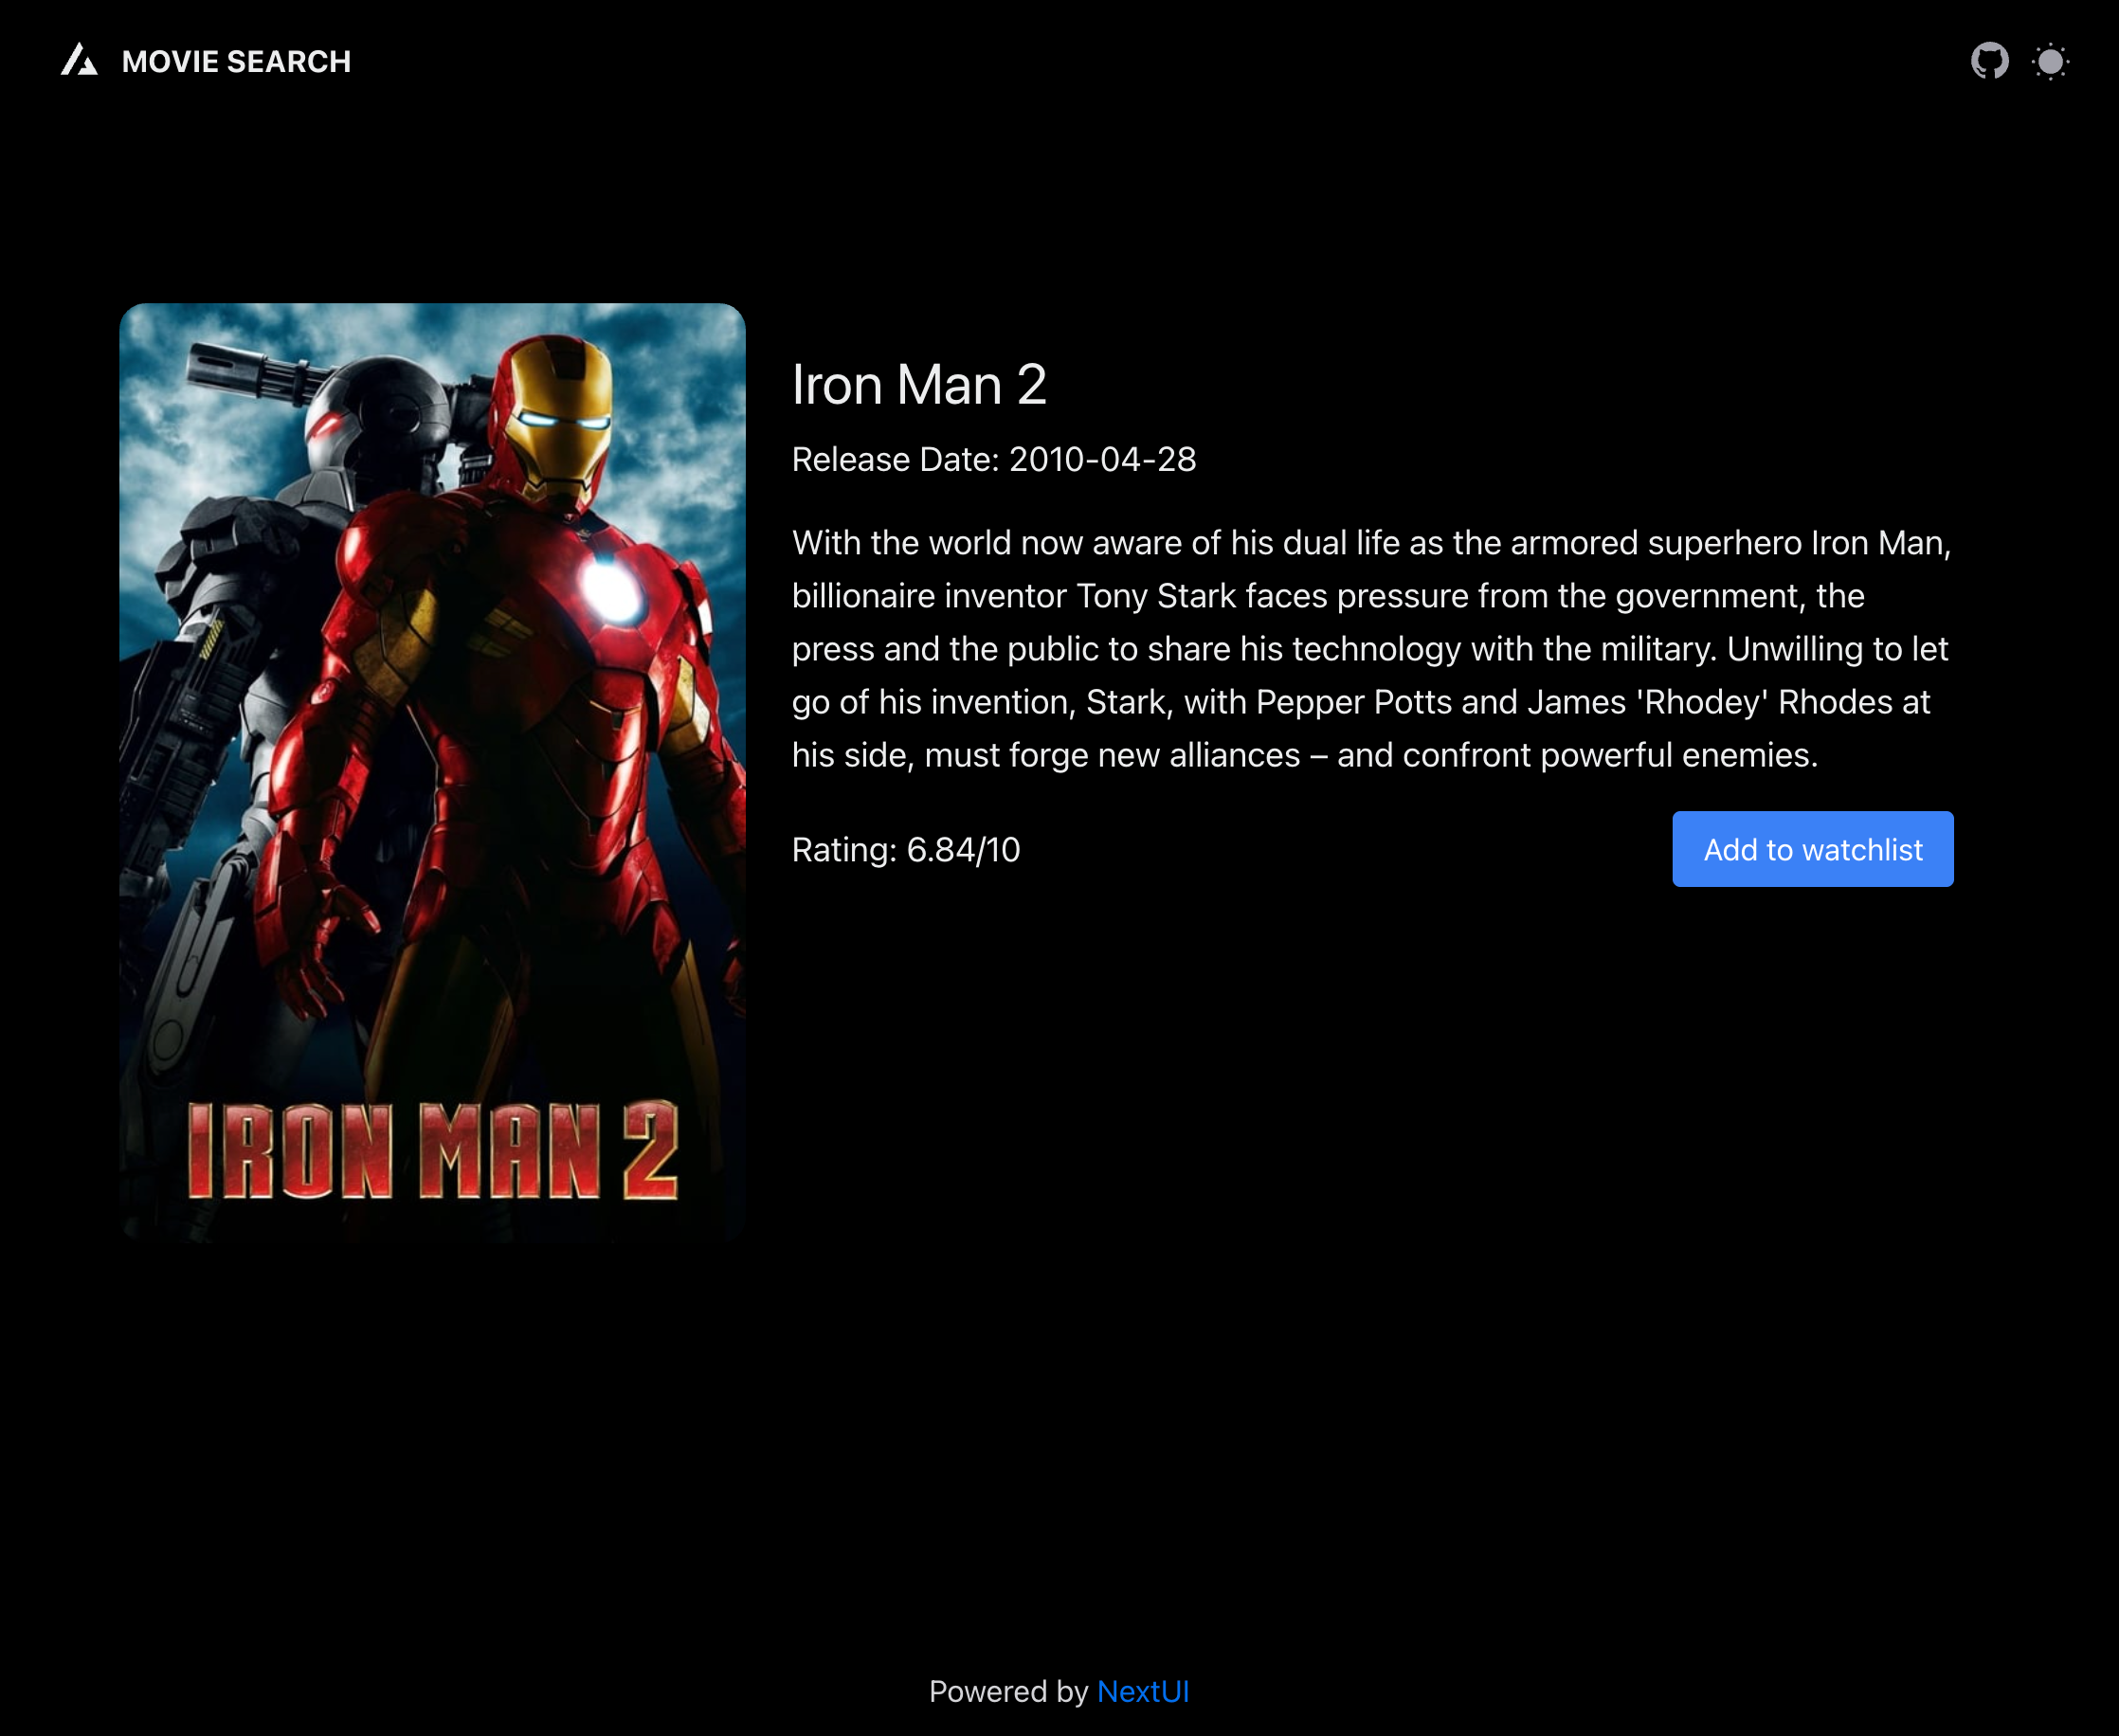 MOVIE SEARCH
IRON MAN 2
Iron Man 2
Release Date: 2010-04-28
With the world now aware of his dual life as the armored superhero Iron Man,
billionaire inventor Tony Stark faces pressure from the government, the
press and the public to share his technology with the military. Unwilling to let
go of his invention, Stark, with Pepper Potts and James 'Rhodey' Rhodes at
his side, must forge new alliances – and confront powerful enemies.
Rating: 6.84/10
Add to watchlist
Powered by NextUI